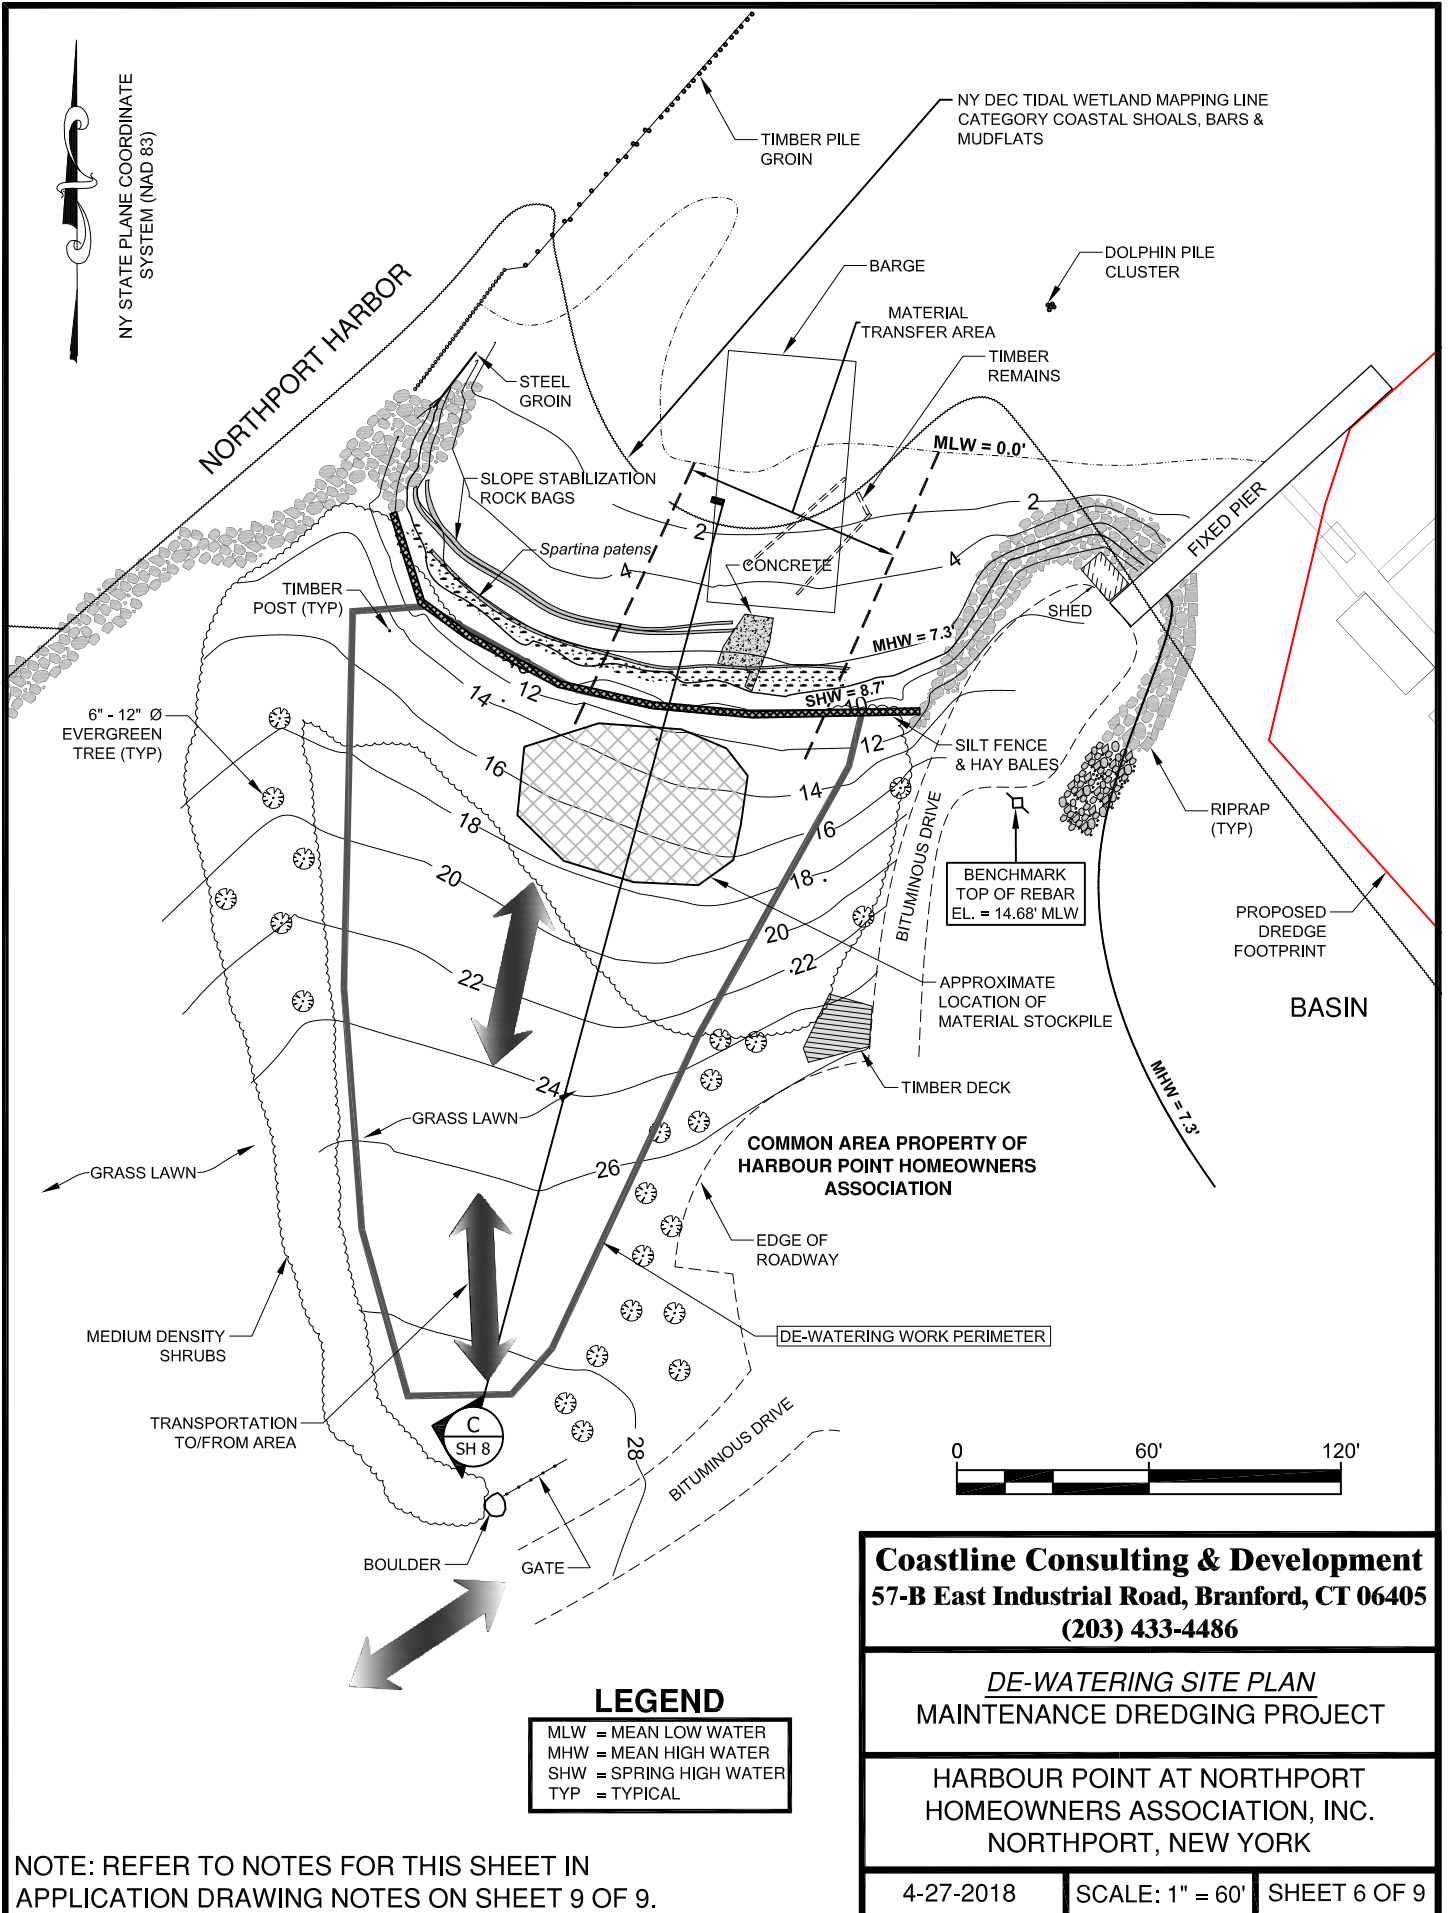 NY STATE PLANE COORDINATE
SYSTEM (NAD 83)
TIMBER PILE
GROIN
NY DEC TIDAL WETLAND MAPPING LINE
CATEGORY COASTAL SHOALS, BARS &
MUDFLATS
NORTHPORT HARBOR
BARGE
DOLPHIN PILE
CLUSTER
MATERIAL
TRANSFER AREA
TIMBER
REMAINS
STEEL
GROIN
MLW = 0.0'
SLOPE STABILIZATION
ROCK BAGS
2
2
FIXED PIER
Spartina patens
4
CONCRETE
4
TIMBER
POST (TYP)
SHED
MHW = 7.3'
SHW = 8.7'
10
10
12
14
12
6" - 12" Ø
EVERGREEN
TREE (TYP)
SILT FENCE
& HAY BALES
16
14
RIPRAP
(TYP)
18
16
BITUMINOUS DRIVE
20
18
BENCHMARK
TOP OF REBAR
EL. = 14.68' MLW
PROPOSED
DREDGE
FOOTPRINT
20
22
22
APPROXIMATE
LOCATION OF
MATERIAL STOCKPILE
BASIN
24
TIMBER DECK
MHW = 7.3'
GRASS LAWN
GRASS LAWN
26
COMMON AREA PROPERTY OF
HARBOUR POINT HOMEOWNERS
ASSOCIATION
EDGE OF
ROADWAY
MEDIUM DENSITY
SHRUBS
DE-WATERING WORK PERIMETER
TRANSPORTATION
TO/FROM AREA
C
SH 8
28
BITUMINOUS DRIVE
0 60' 120'
BOULDER
GATE
Coastline Consulting & Development
57-B East Industrial Road, Branford, CT 06405
(203) 433-4486
DE-WATERING SITE PLAN
MAINTENANCE DREDGING PROJECT
HARBOUR POINT AT NORTHPORT
HOMEOWNERS ASSOCIATION, INC.
NORTHPORT, NEW YORK
4-27-2018
SCALE: 1" = 60'
SHEET 6 OF 9
LEGEND
MLW = MEAN LOW WATER
MHW = MEAN HIGH WATER
SHW = SPRING HIGH WATER
TYP = TYPICAL
NOTE: REFER TO NOTES FOR THIS SHEET IN
APPLICATION DRAWING NOTES ON SHEET 9 OF 9.